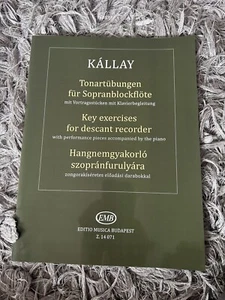 KÁLLAY
Tonartübungen
für Sopranblockflöte
mit Vortragsstücken mit Klavierbegleitung
Key exercises
for descant recorder
with performance pieces accompanied by the piano
Hangnemgyakorló
szopránfurulyára
zongorakíséretes előadási darabokkal
EMB
EDITIO MUSICA BUDAPEST
Z. 14 071